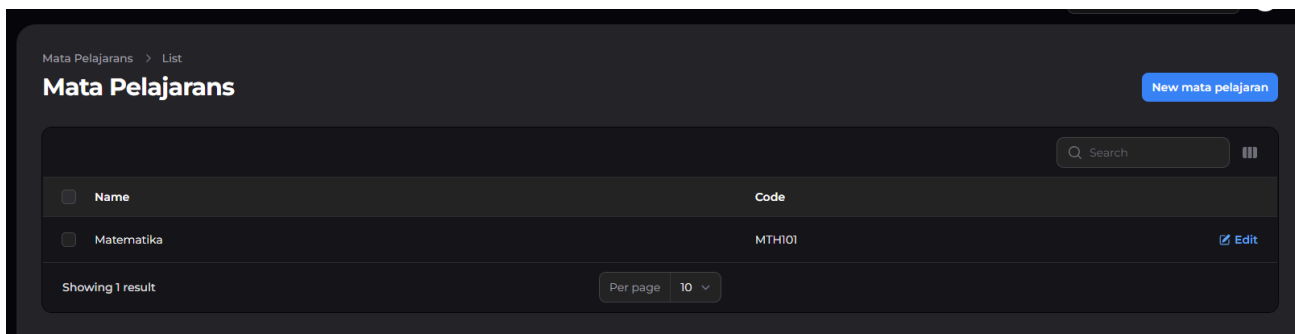 Mata Pelajarans > List
Mata Pelajarans
New mata pelajaran
Search
Name Code
Matematika MTH101 Edit
Showing 1 result Per page 10